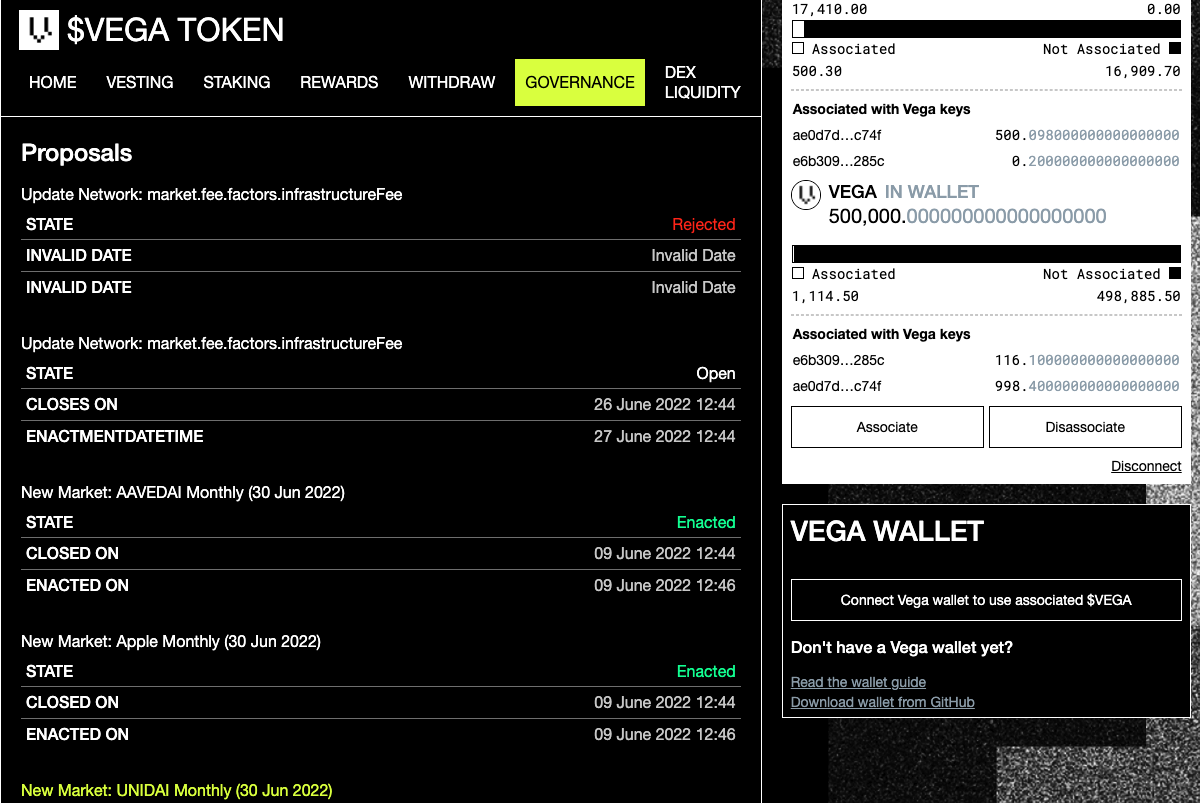 $VEGA TOKEN
HOME VESTING STAKING REWARDS WITHDRAW GOVERNANCE DEX LIQUIDITY
Proposals
Update Network: market.fee.factors.infrastructureFee
STATE Rejected
INVALID DATE Invalid Date
INVALID DATE Invalid Date
Update Network: market.fee.factors.infrastructureFee
STATE Open
CLOSES ON 26 June 2022 12:44
ENACTMENTDATETIME 27 June 2022 12:44
New Market: AAVEDAI Monthly (30 Jun 2022)
STATE Enacted
CLOSED ON 09 June 2022 12:44
ENACTED ON 09 June 2022 12:46
New Market: Apple Monthly (30 Jun 2022)
STATE Enacted
CLOSED ON 09 June 2022 12:44
ENACTED ON 09 June 2022 12:46
New Market: UNIDAI Monthly (30 Jun 2022)
17,410.00 0.00
Associated Not Associated
500.30 16,909.70
Associated with Vega keys
ae0d7d…c74f 500.098000000000000000
e6b309…285c 0.200000000000000000
VEGA IN WALLET
500,000.000000000000000000
Associated Not Associated
1,114.50 498,885.50
Associated with Vega keys
e6b309…285c 116.100000000000000000
ae0d7d…c74f 998.400000000000000000
Associate Disassociate
Disconnect
VEGA WALLET
Connect Vega wallet to use associated $VEGA
Don't have a Vega wallet yet?
Read the wallet guide
Download wallet from GitHub